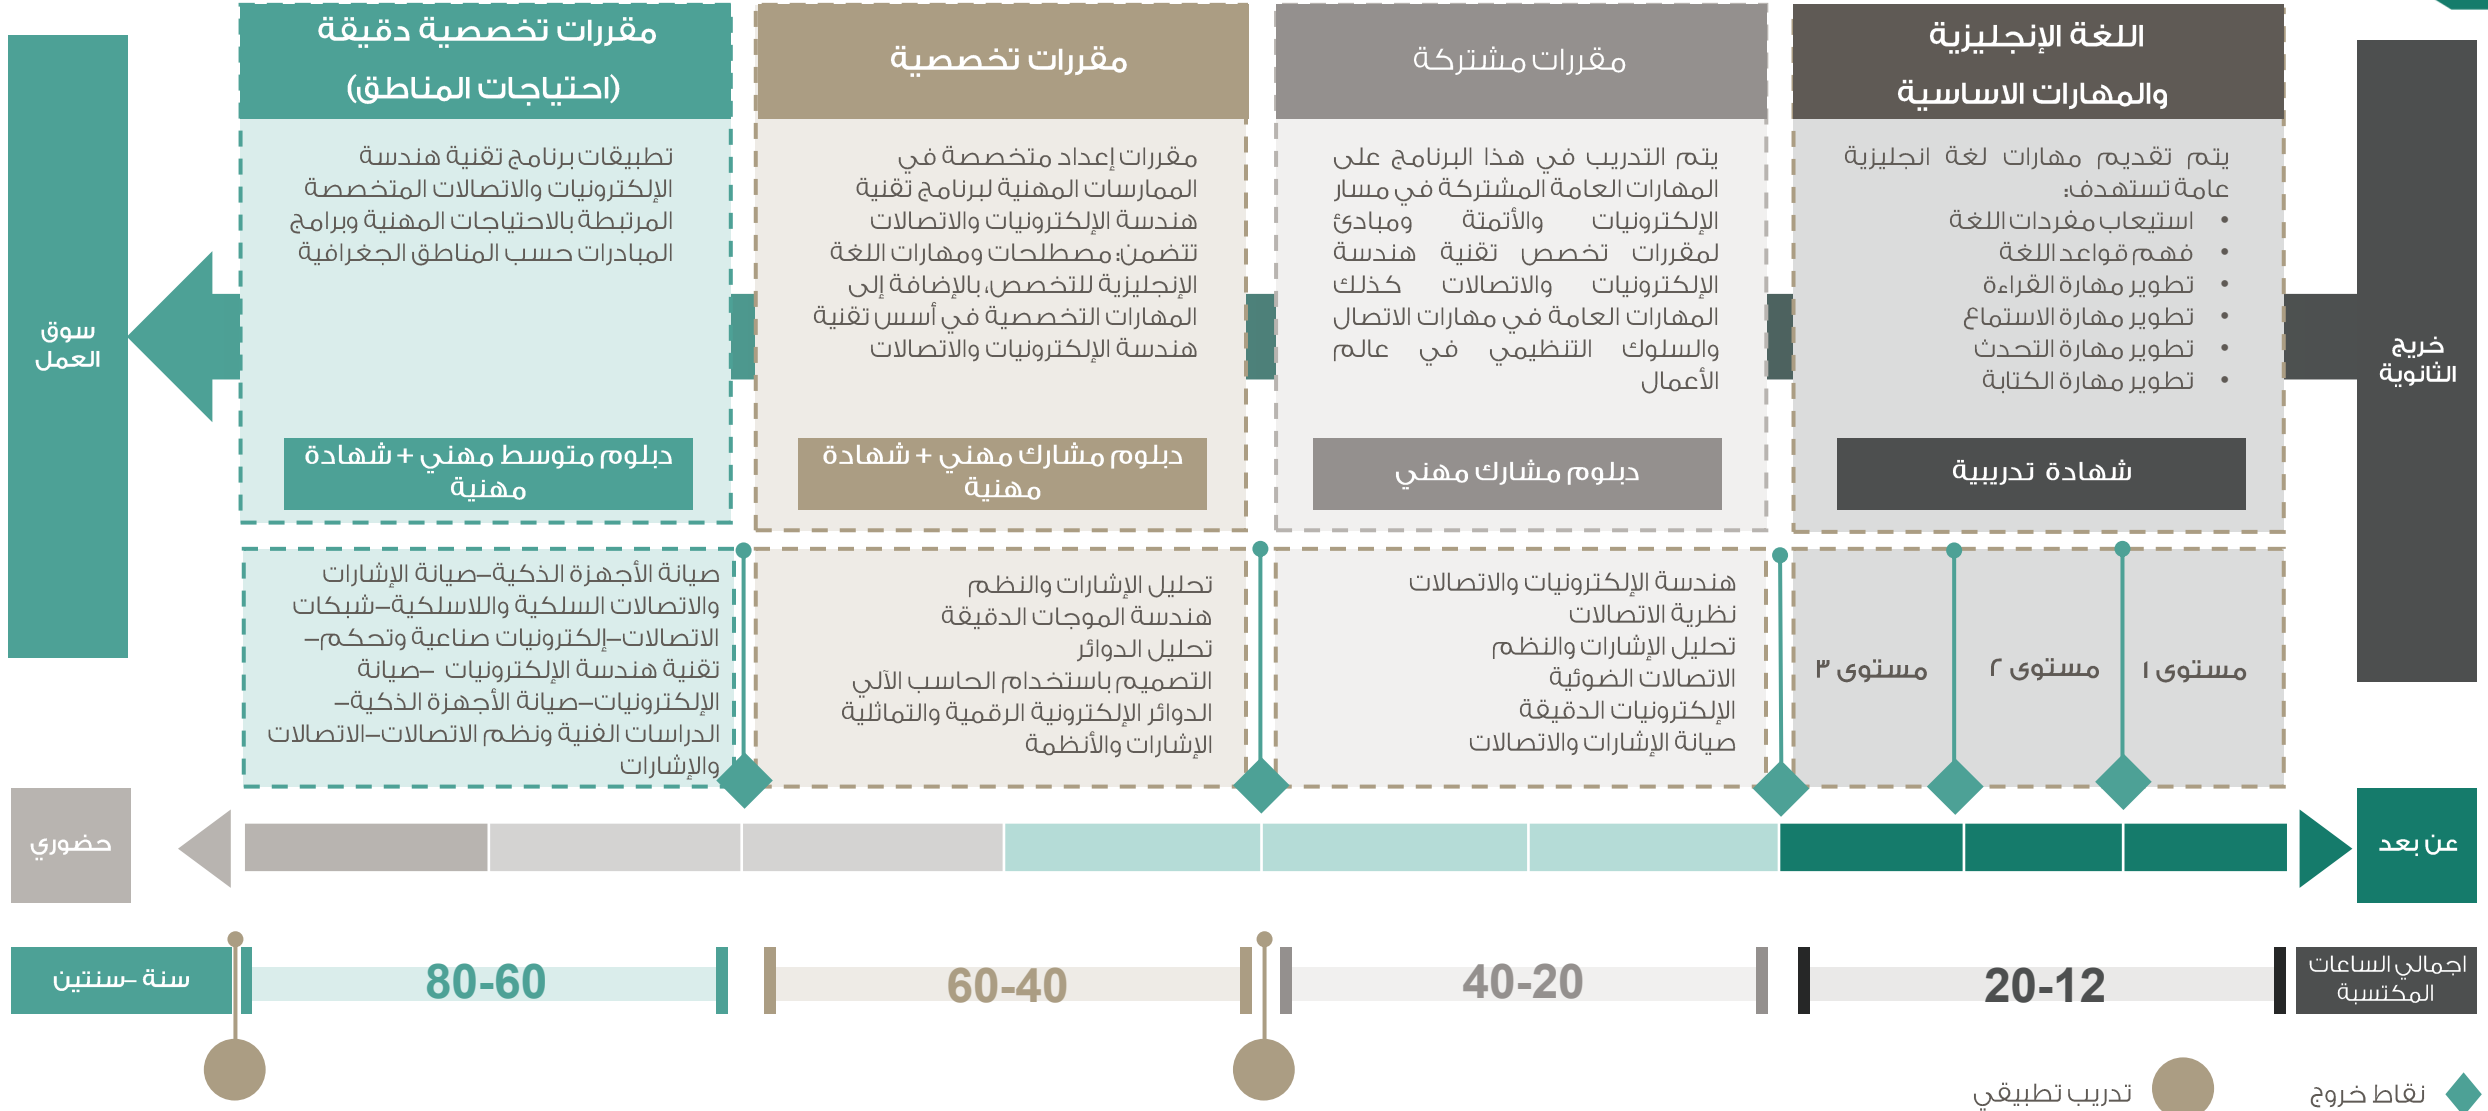 خريج
الثانوية
اللغة الإنجليزية
والمهارات الاساسية
يتم تقديم مهارات لغة انجليزية
عامة تستهدف:
• استيعاب مفردات اللغة
• فهم قواعد اللغة
• تطوير مهارة القراءة
• تطوير مهارة الاستماع
• تطوير مهارة التحدث
• تطوير مهارة الكتابة
شهادة تدريبية
مقررات مشتركة
يتم التدريب في هذا البرنامج على
المهارات العامة المشتركة في مسار
الإلكترونيات والأتمتة ومبادئ
لمقررات تخصص تقنية هندسة
الإلكترونيات والاتصالات كذلك
المهارات العامة في مهارات الاتصال
والسلوك التنظيمي في عالم
الأعمال
دبلوم مشارك مهني
مقررات تخصصية
مقررات إعداد متخصصة في
الممارسات المهنية لبرنامج تقنية
هندسة الإلكترونيات والاتصالات
تتضمن: مصطلحات ومهارات اللغة
الإنجليزية للتخصص، بالإضافة إلى
المهارات التخصصية في أسس تقنية
هندسة الإلكترونيات والاتصالات
دبلوم مشارك مهني + شهادة
مهنية
مقررات تخصصية دقيقة
(احتياجات المناطق)
تطبيقات برنامج تقنية هندسة
الإلكترونيات والاتصالات المتخصصة
المرتبطة بالاحتياجات المهنية وبرامج
المبادرات حسب المناطق الجغرافية
دبلوم متوسط مهني + شهادة
مهنية
سوق
العمل
مستوى ١
مستوى ٢
مستوى ٣
هندسة الإلكترونيات والاتصالات
نظرية الاتصالات
تحليل الإشارات والنظم
الاتصالات الضوئية
الإلكترونيات الدقيقة
صيانة الإشارات والاتصالات
تحليل الإشارات والنظم
هندسة الموجات الدقيقة
تحليل الدوائر
التصميم باستخدام الحاسب الآلي
الدوائر الإلكترونية الرقمية والتماثلية
الإشارات والأنظمة
صيانة الأجهزة الذكية–صيانة الإشارات
والاتصالات السلكية واللاسلكية–شبكات
الاتصالات–إلكترونيات صناعية وتحكم–
تقنية هندسة الإلكترونيات –صيانة
الإلكترونيات–صيانة الأجهزة الذكية–
الدراسات الفنية ونظم الاتصالات–الاتصالات
والإشارات
عن بعد
حضوري
اجمالي الساعات
المكتسبة
20-12
40-20
60-40
80-60
سنة –سنتين
نقاط خروج
تدريب تطبيقي